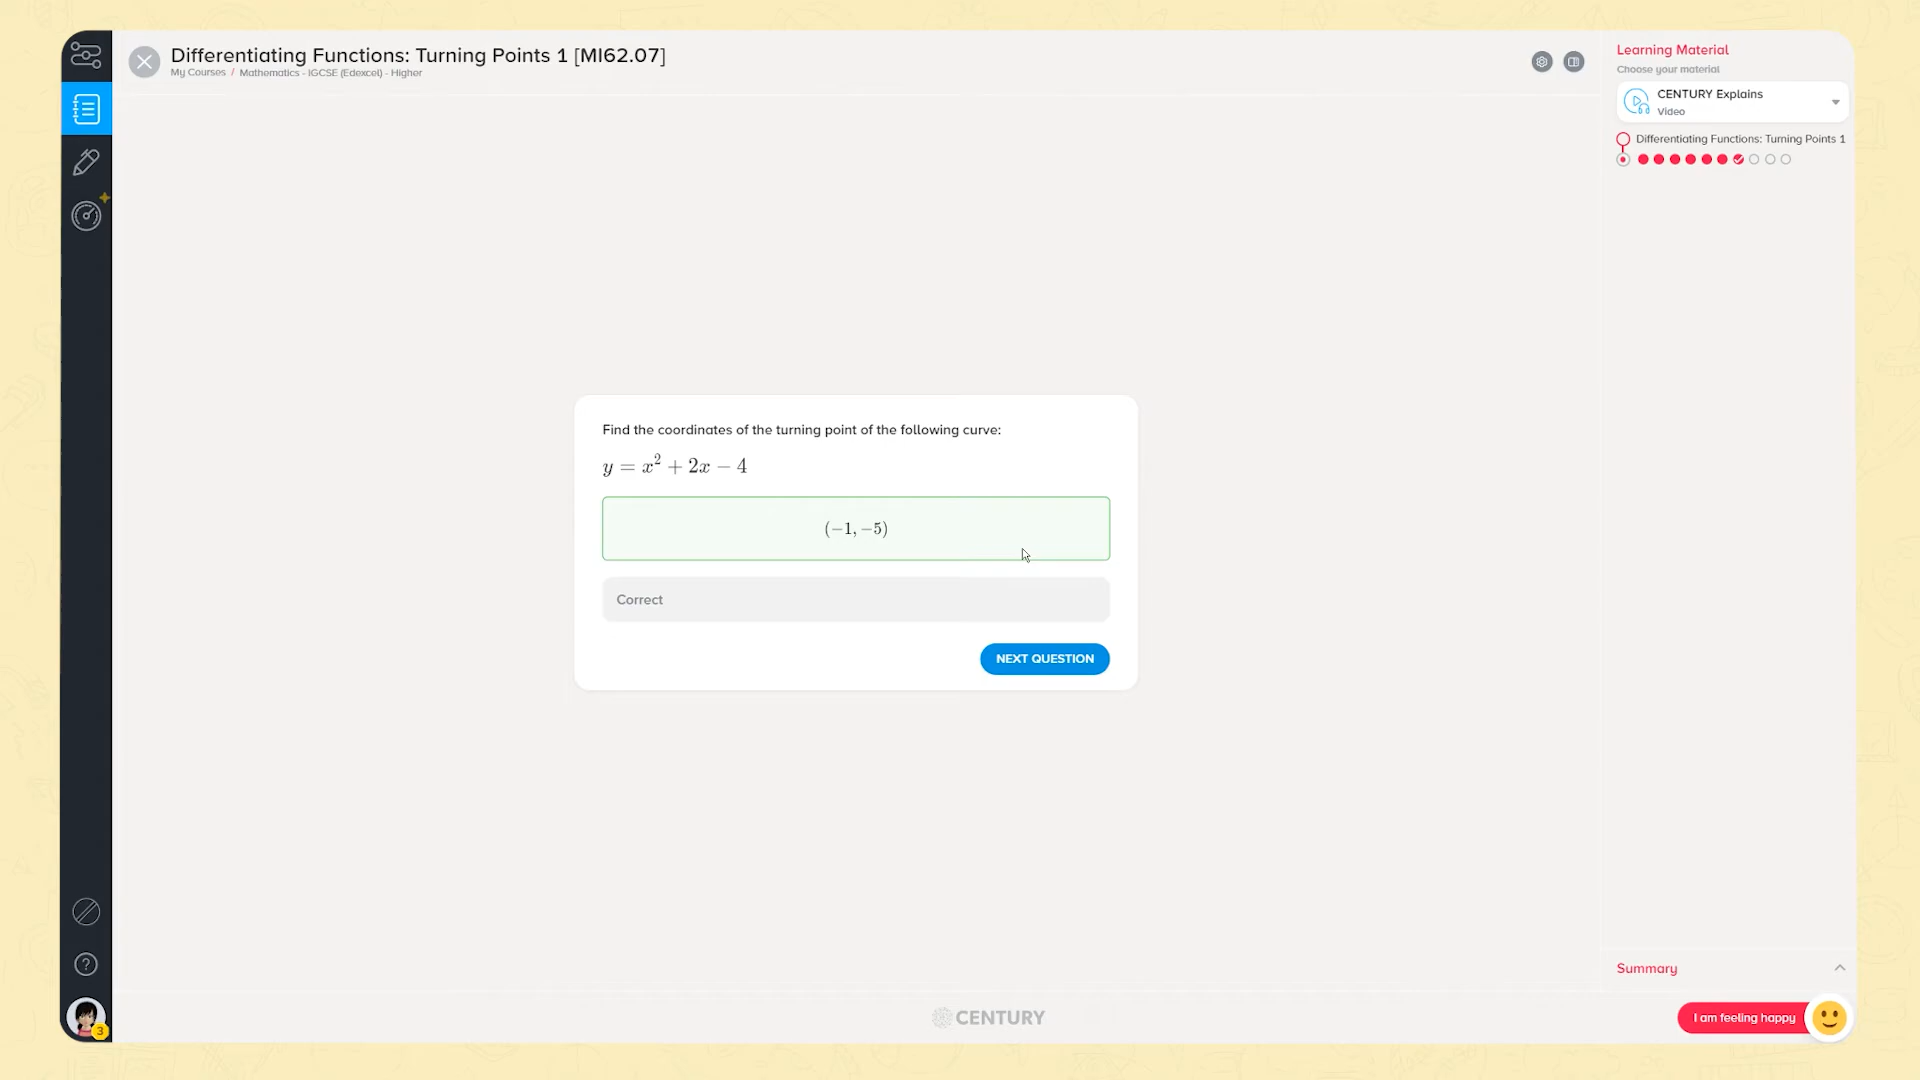 Differentiating Functions: Turning Points 1 [MI62.07]
My Courses / Mathematics - IGCSE (Edexcel) - Higher
Learning Material
Choose your material
CENTURY Explains
Video
Differentiating Functions: Turning Points 1
Find the coordinates of the turning point of the following curve:
y = x² + 2x − 4
(−1, −5)
Correct
NEXT QUESTION
?
3
Summary
CENTURY
I am feeling happy